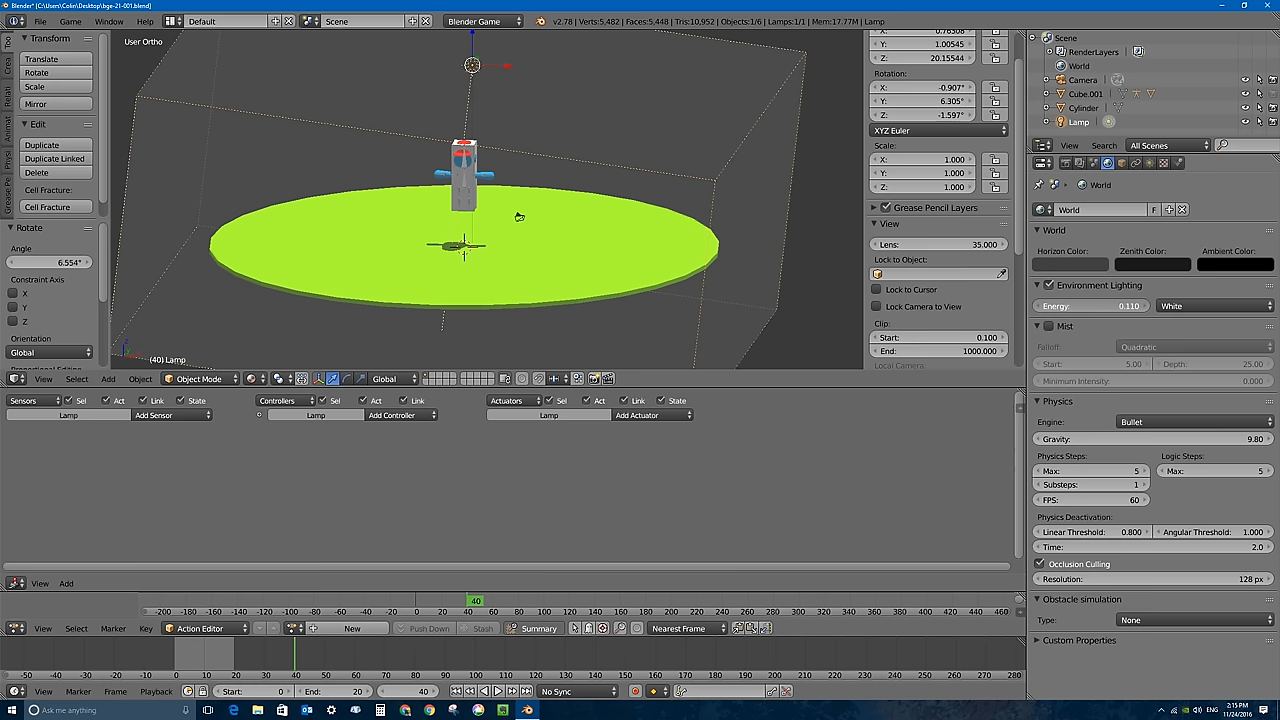 Blender* [C:\Users\Colin\Desktop\bge-21-001.blend]
File Game Window Help Default Scene Blender Game v2.78 | Verts:5,482 | Faces:5,448 | Tris:10,952 | Objects:1/6 | Lamps:1/1 | Mem:17.77M | Lamp
Transform
Translate
Rotate
Scale
Mirror
Edit
Duplicate
Duplicate Linked
Delete
Cell Fracture:
Cell Fracture
Rotate
Angle
6.554°
Constraint Axis
X
Y
Z
Orientation
Global
User Ortho
(40) Lamp
Y: 1.00545
Z: 20.15544
Rotation:
X: -0.907°
Y: 6.305°
Z: -1.597°
XYZ Euler
Scale:
X: 1.000
Y: 1.000
Z: 1.000
Grease Pencil Layers
View
Lens: 35.000
Lock to Object:
Lock to Cursor
Lock Camera to View
Clip:
Start: 0.100
End: 1000.000
Local Camera:
View Select Add Object Object Mode Global
Sensors Sel Act Link State Controllers Sel Act Link Actuators Sel Act Link State
Lamp Add Sensor Lamp Add Controller Lamp Add Actuator
View Add
40
-200 -180 -160 -140 -120 -100 -80 -60 -40 -20 0 20 40 60 80 100 120 140 160 180 200 220 240 260 280 300 320 340 360 380 400 420 440 460
View Select Marker Key Action Editor New Push Down Stash Summary Nearest Frame
-50 -40 -30 -20 -10 0 10 20 30 40 50 60 70 80 90 100 110 120 130 140 150 160 170 180 190 200 210 220 230 240 250 260 270 280
View Marker Frame Playback Start: 0 End: 20 40 No Sync
Scene
RenderLayers
World
Camera
Cube.001
Cylinder
Lamp
View Search All Scenes
World
World F
World
Horizon Color: Zenith Color: Ambient Color:
Environment Lighting
Energy: 0.110 White
Mist
Falloff: Quadratic
Start: 5.00 Depth: 25.00
Minimum Intensity: 0.000
Physics
Engine: Bullet
Gravity: 9.80
Physics Steps: Logic Steps:
Max: 5 Max: 5
Substeps: 1
FPS: 60
Physics Deactivation:
Linear Threshold: 0.800 Angular Threshold: 1.000
Time: 2.0
Occlusion Culling
Resolution: 128 px
Obstacle simulation
Type: None
Custom Properties
Ask me anything
ENG
2:15 PM
11/24/2016